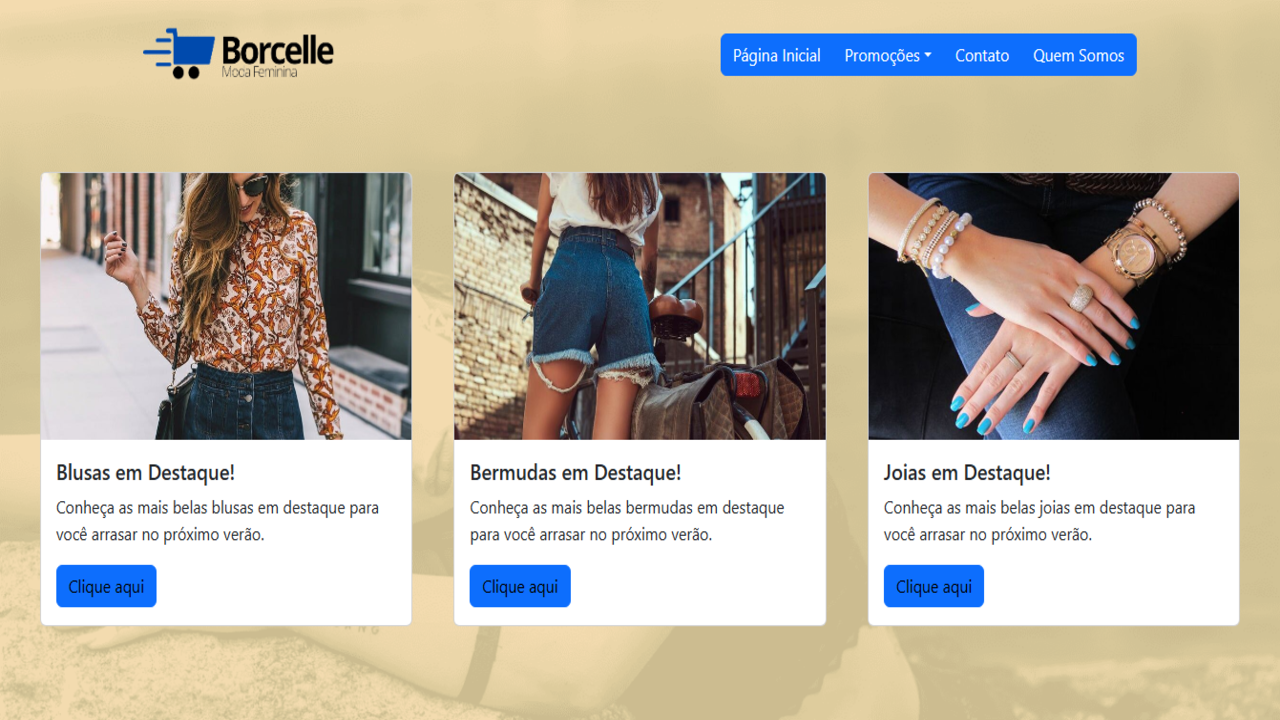 Borcelle
Moda Feminina
Página Inicial Promoções Contato Quem Somos
Blusas em Destaque!
Conheça as mais belas blusas em destaque para
você arrasar no próximo verão.
Clique aqui
Bermudas em Destaque!
Conheça as mais belas bermudas em destaque
para você arrasar no próximo verão.
Clique aqui
Joias em Destaque!
Conheça as mais belas joias em destaque para
você arrasar no próximo verão.
Clique aqui